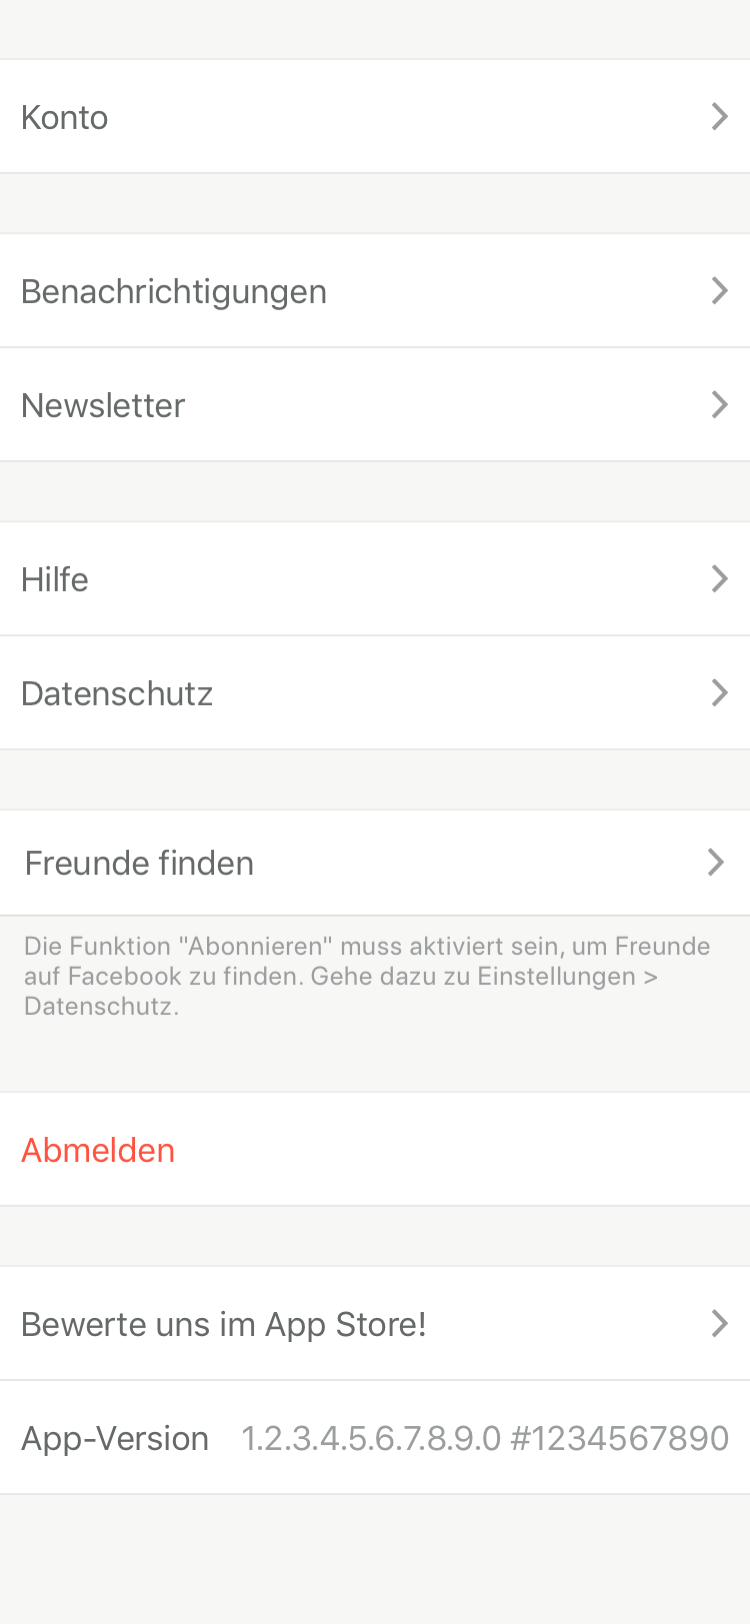 Konto
Benachrichtigungen
Newsletter
Hilfe
Datenschutz
Freunde finden
Die Funktion "Abonnieren" muss aktiviert sein, um Freunde
auf Facebook zu finden. Gehe dazu zu Einstellungen >
Datenschutz.
Abmelden
Bewerte uns im App Store!
App-Version 1.2.3.4.5.6.7.8.9.0 #1234567890